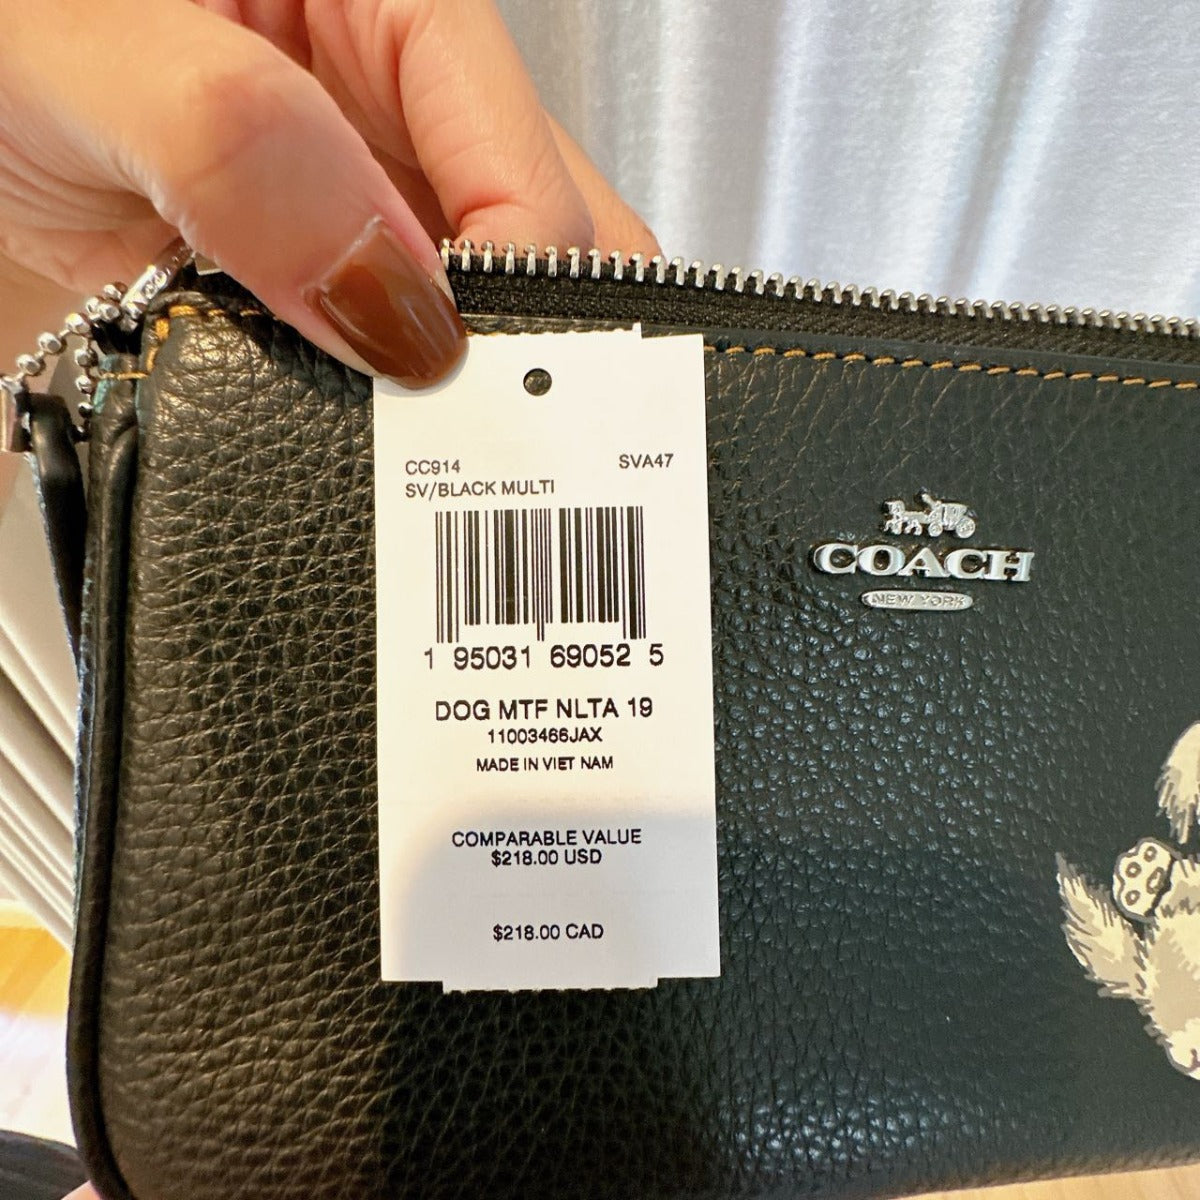 CC914 SVA47
SV/BLACK MULTI
1 95031 69052 5
DOG MTF NLTA 19
11003466JAX
MADE IN VIET NAM
COMPARABLE VALUE
$218.00 USD
$218.00 CAD
COACH
NEW YORK